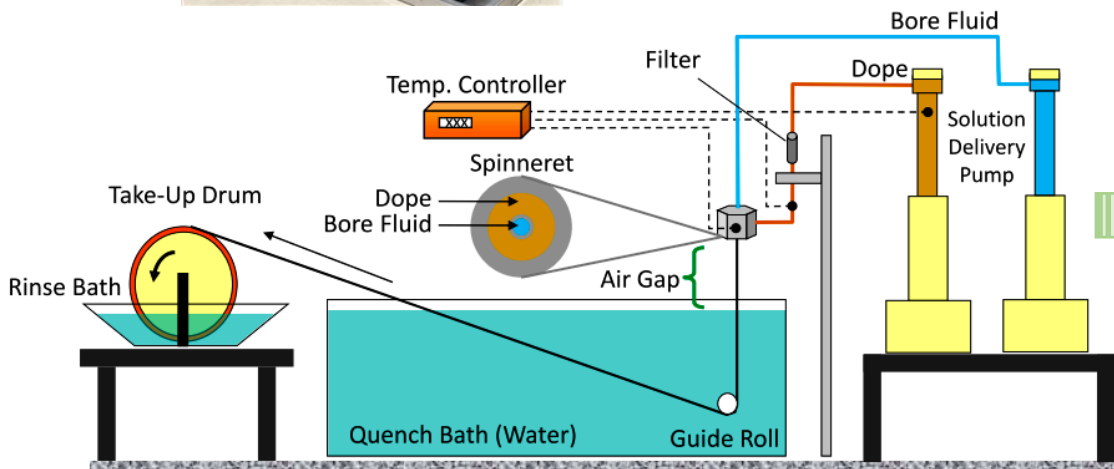 Bore Fluid
Filter
Dope
Temp. Controller
XXX
Solution
Delivery
Pump
Spinneret
Dope
Bore Fluid
Take-Up Drum
Air Gap
Rinse Bath
Quench Bath (Water)
Guide Roll